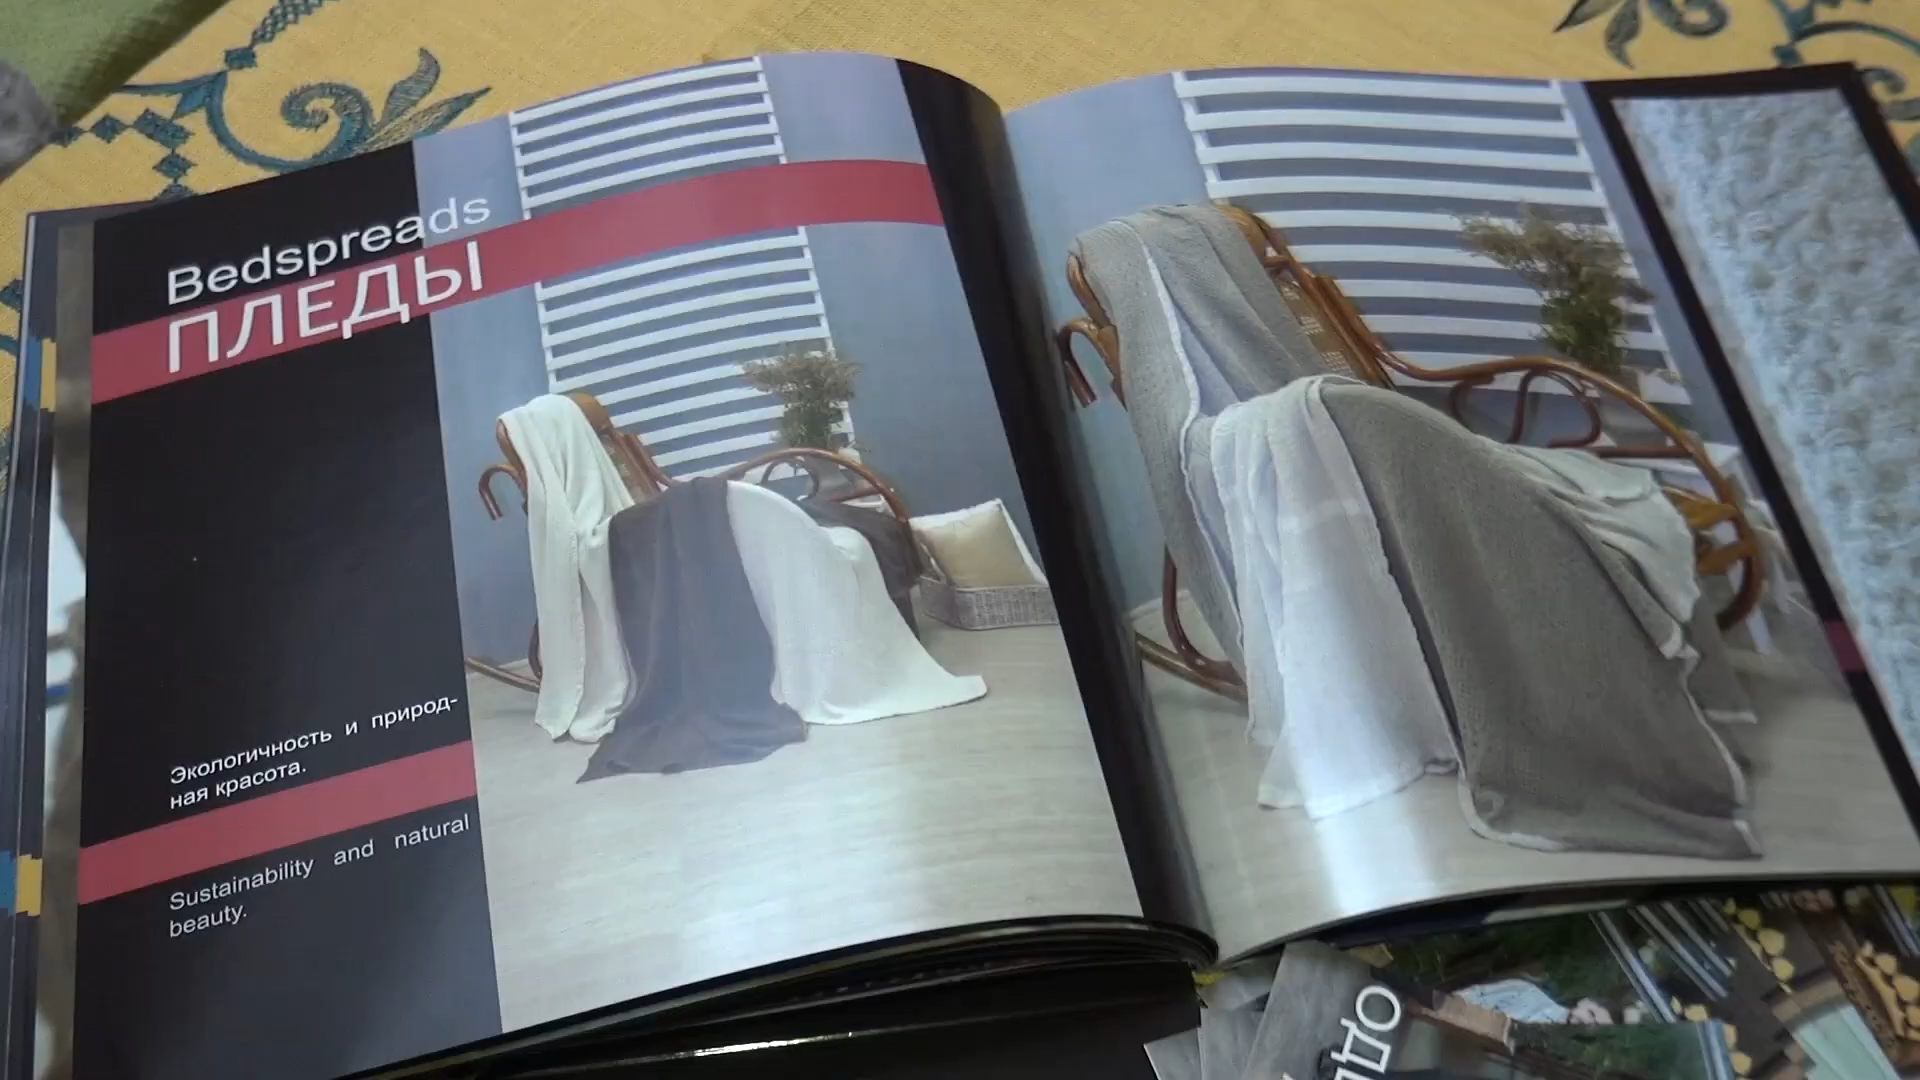 Bedspreads
ПЛЕДЫ
Экологичность и природ-
ная красота.
Sustainability and natural
beauty.